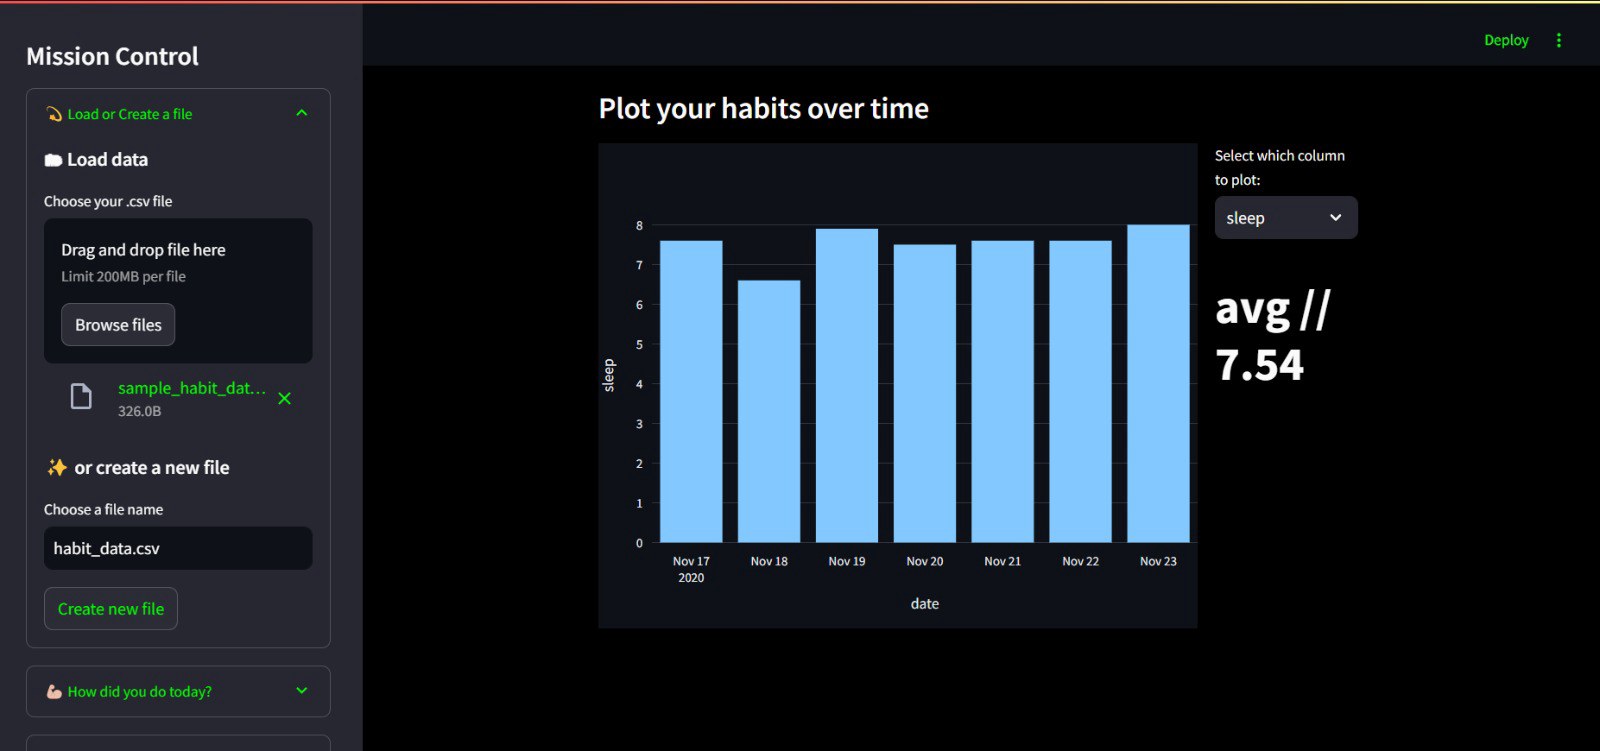 Mission Control
Load or Create a file
Load data
Choose your .csv file
Drag and drop file here
Limit 200MB per file
Browse files
sample_habit_dat...
326.0B
or create a new file
Choose a file name
habit_data.csv
Create new file
How did you do today?
Deploy
Plot your habits over time
8
7
6
5
4
3
2
1
0
sleep
Nov 17
2020
Nov 18
Nov 19
Nov 20
Nov 21
Nov 22
Nov 23
date
Select which column
to plot:
sleep
avg //
7.54